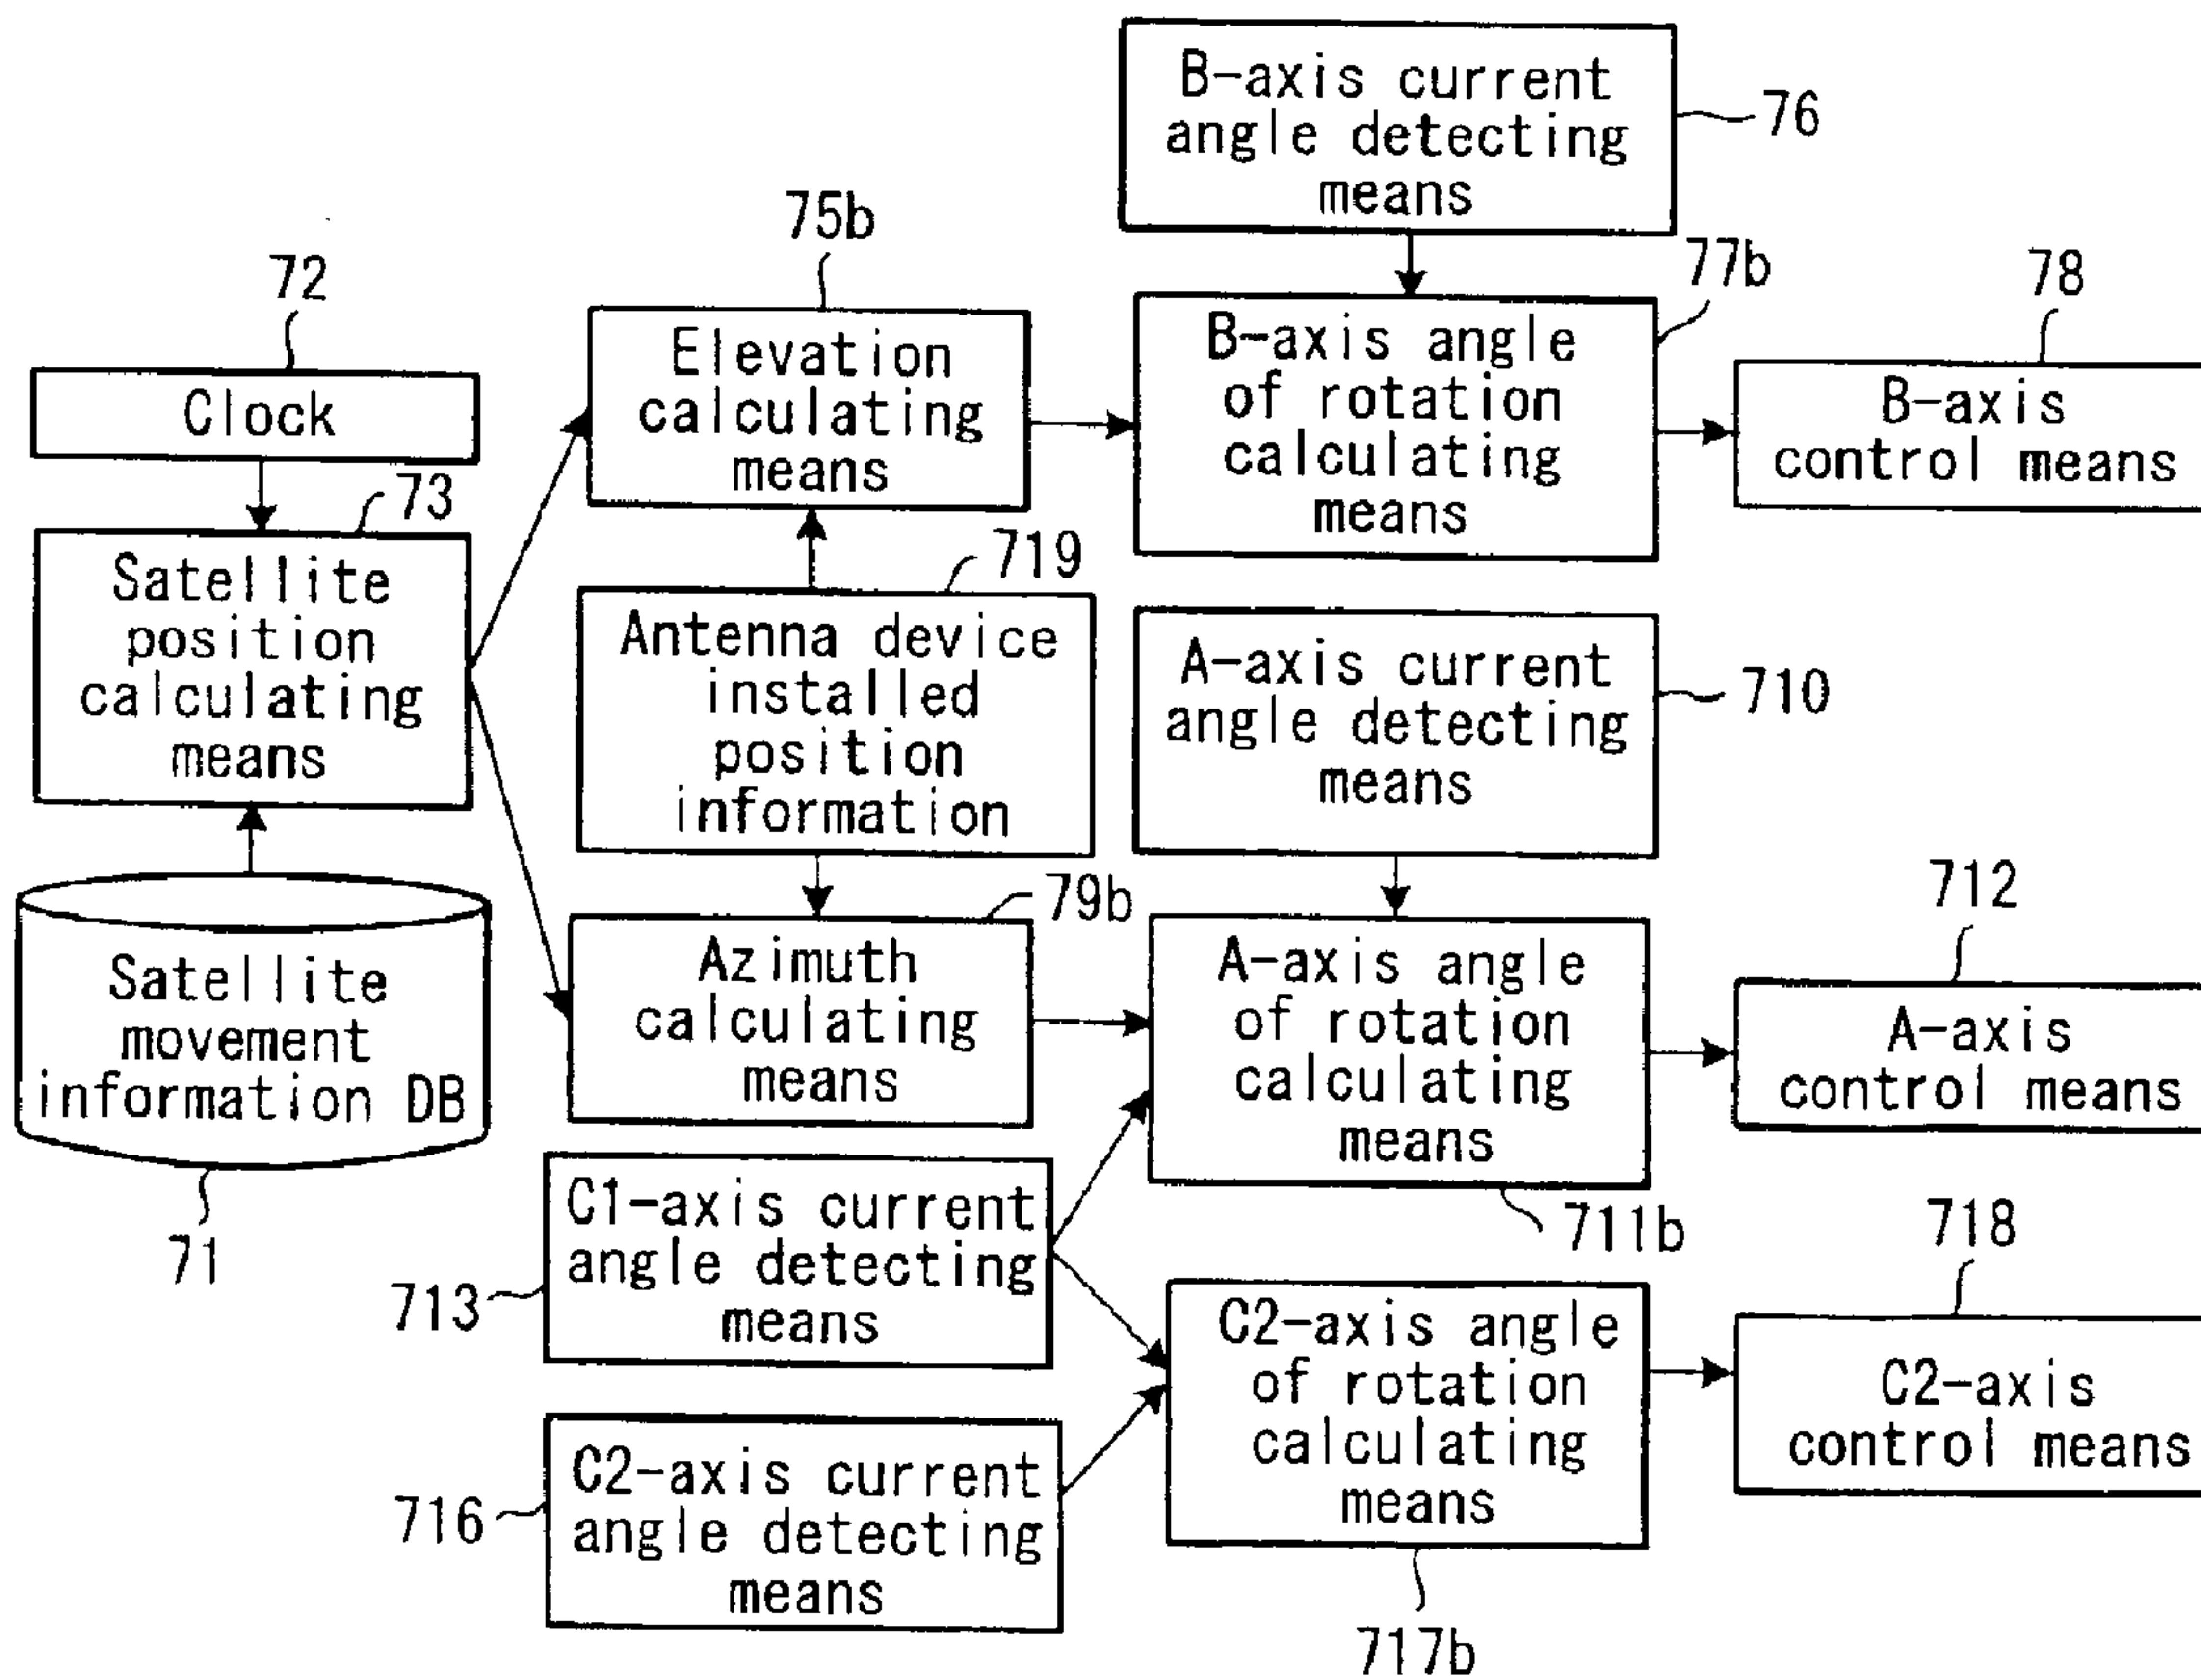 B-axis current
angle detecting
means
76
75b
77b
72
78
Elevation
calculating
means
B-axis angle
of rotation
calculating
means
Clock
B-axis
control means
73
719
Satellite
position
calculating
means
Antenna device
installed
position
information
A-axis current
angle detecting
means
710
79b
712
Satellite
movement
information DB
71
Azimuth
calculating
means
A-axis angle
of rotation
calculating
means
711b
A-axis
control means
C1-axis current
angle detecting
means
713
718
C2-axis angle
of rotation
calculating
means
717b
C2-axis
control means
C2-axis current
angle detecting
means
716